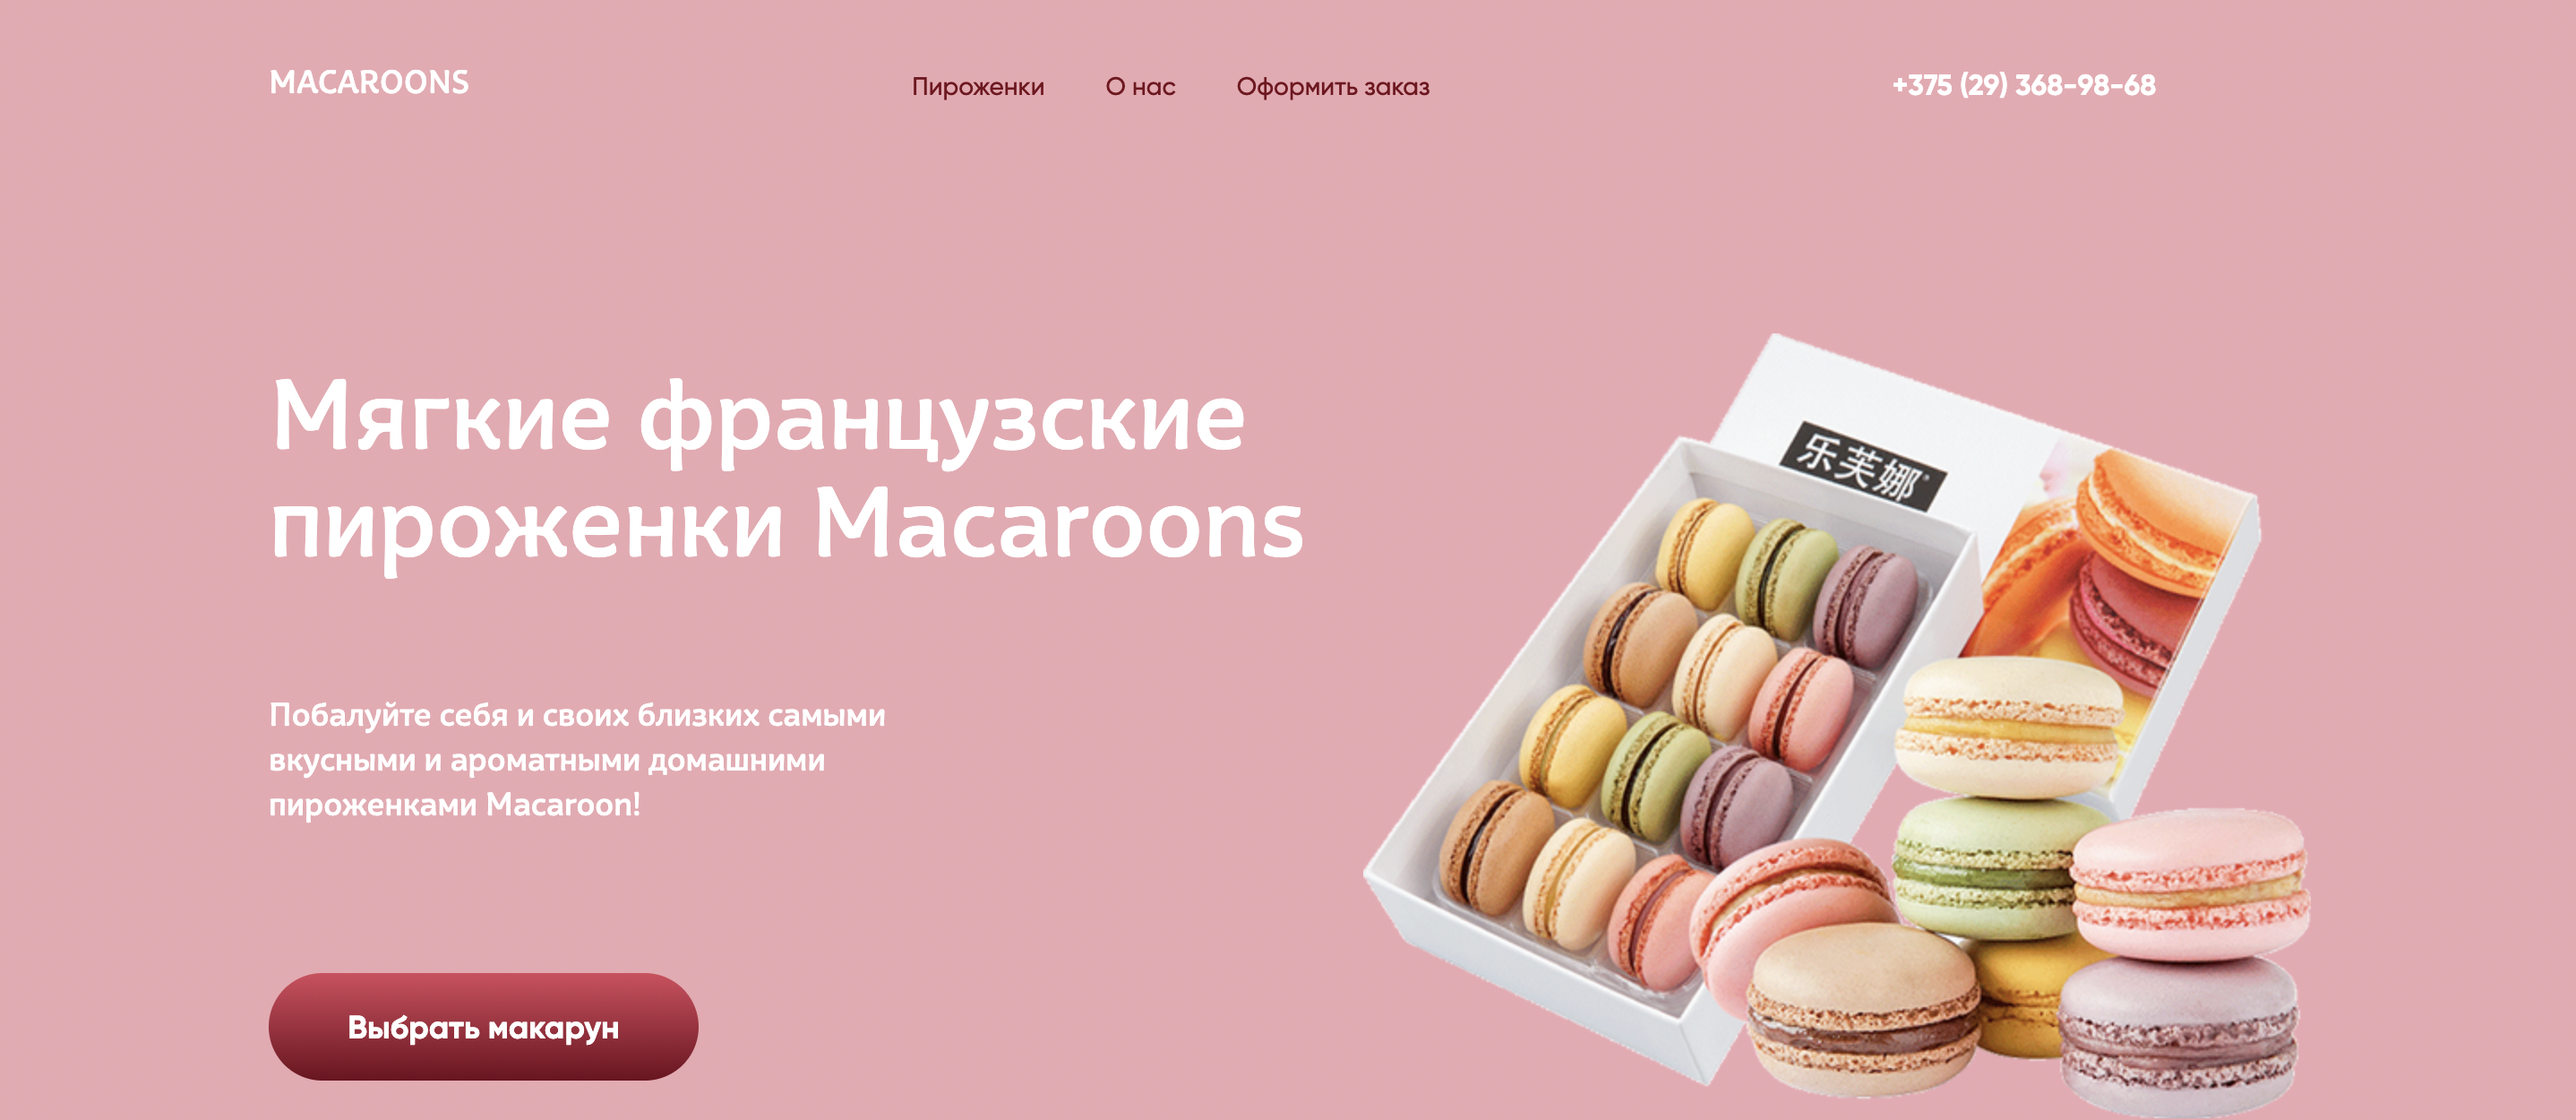 MACAROONS
Пироженки
О нас
Оформить заказ
+375 (29) 368-98-68
Мягкие французские
пироженки Macaroons
乐芙娜
Побалуйте себя и своих близких самыми
вкусными и ароматными домашними
пироженками Macaroon!
Выбрать макарун